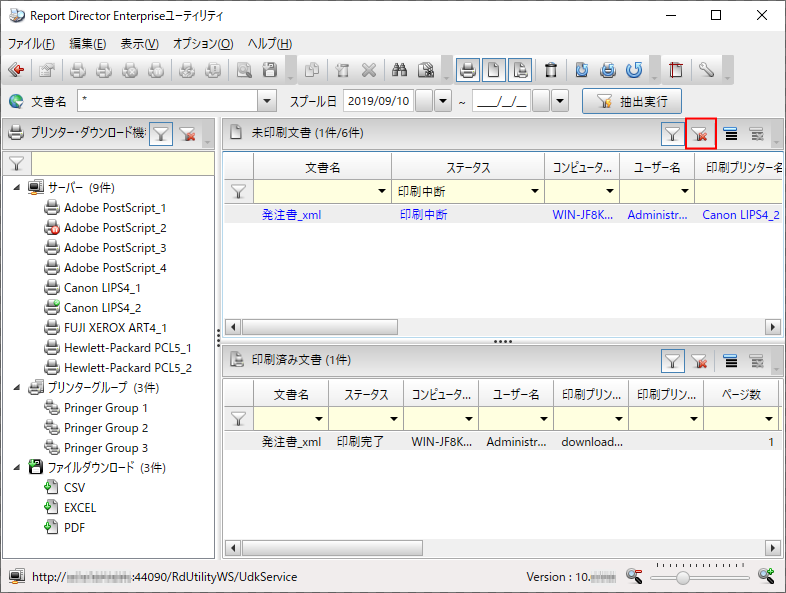 Report Director Enterpriseユーティリティ
ファイル(F) 編集(E) 表示(V) オプション(O) ヘルプ(H)
文書名 * スプール日 2019/09/10 ~ ___/__/__ 抽出実行
プリンター・ダウンロード機
サーバー (9件)
Adobe PostScript_1
Adobe PostScript_2
Adobe PostScript_3
Adobe PostScript_4
Canon LIPS4_1
Canon LIPS4_2
FUJI XEROX ART4_1
Hewlett-Packard PCL5_1
Hewlett-Packard PCL5_2
プリンターグループ (3件)
Pringer Group 1
Pringer Group 2
Pringer Group 3
ファイルダウンロード (3件)
CSV
EXCEL
PDF
未印刷文書 (1件/6件)
文書名 ステータス コンピュータ... ユーザー名 印刷プリンター名
印刷中断
発注書_xml 印刷中断 WIN-JF8K... Administr... Canon LIPS4_2
印刷済み文書 (1件)
文書名 ステータス コンピュータ... ユーザー名 印刷プリン... 印刷プリン... ページ数
発注書_xml 印刷完了 WIN-JF8K... Administr... download... 1
http:// :44090/RdUtilityWS/UdkService Version : 10.